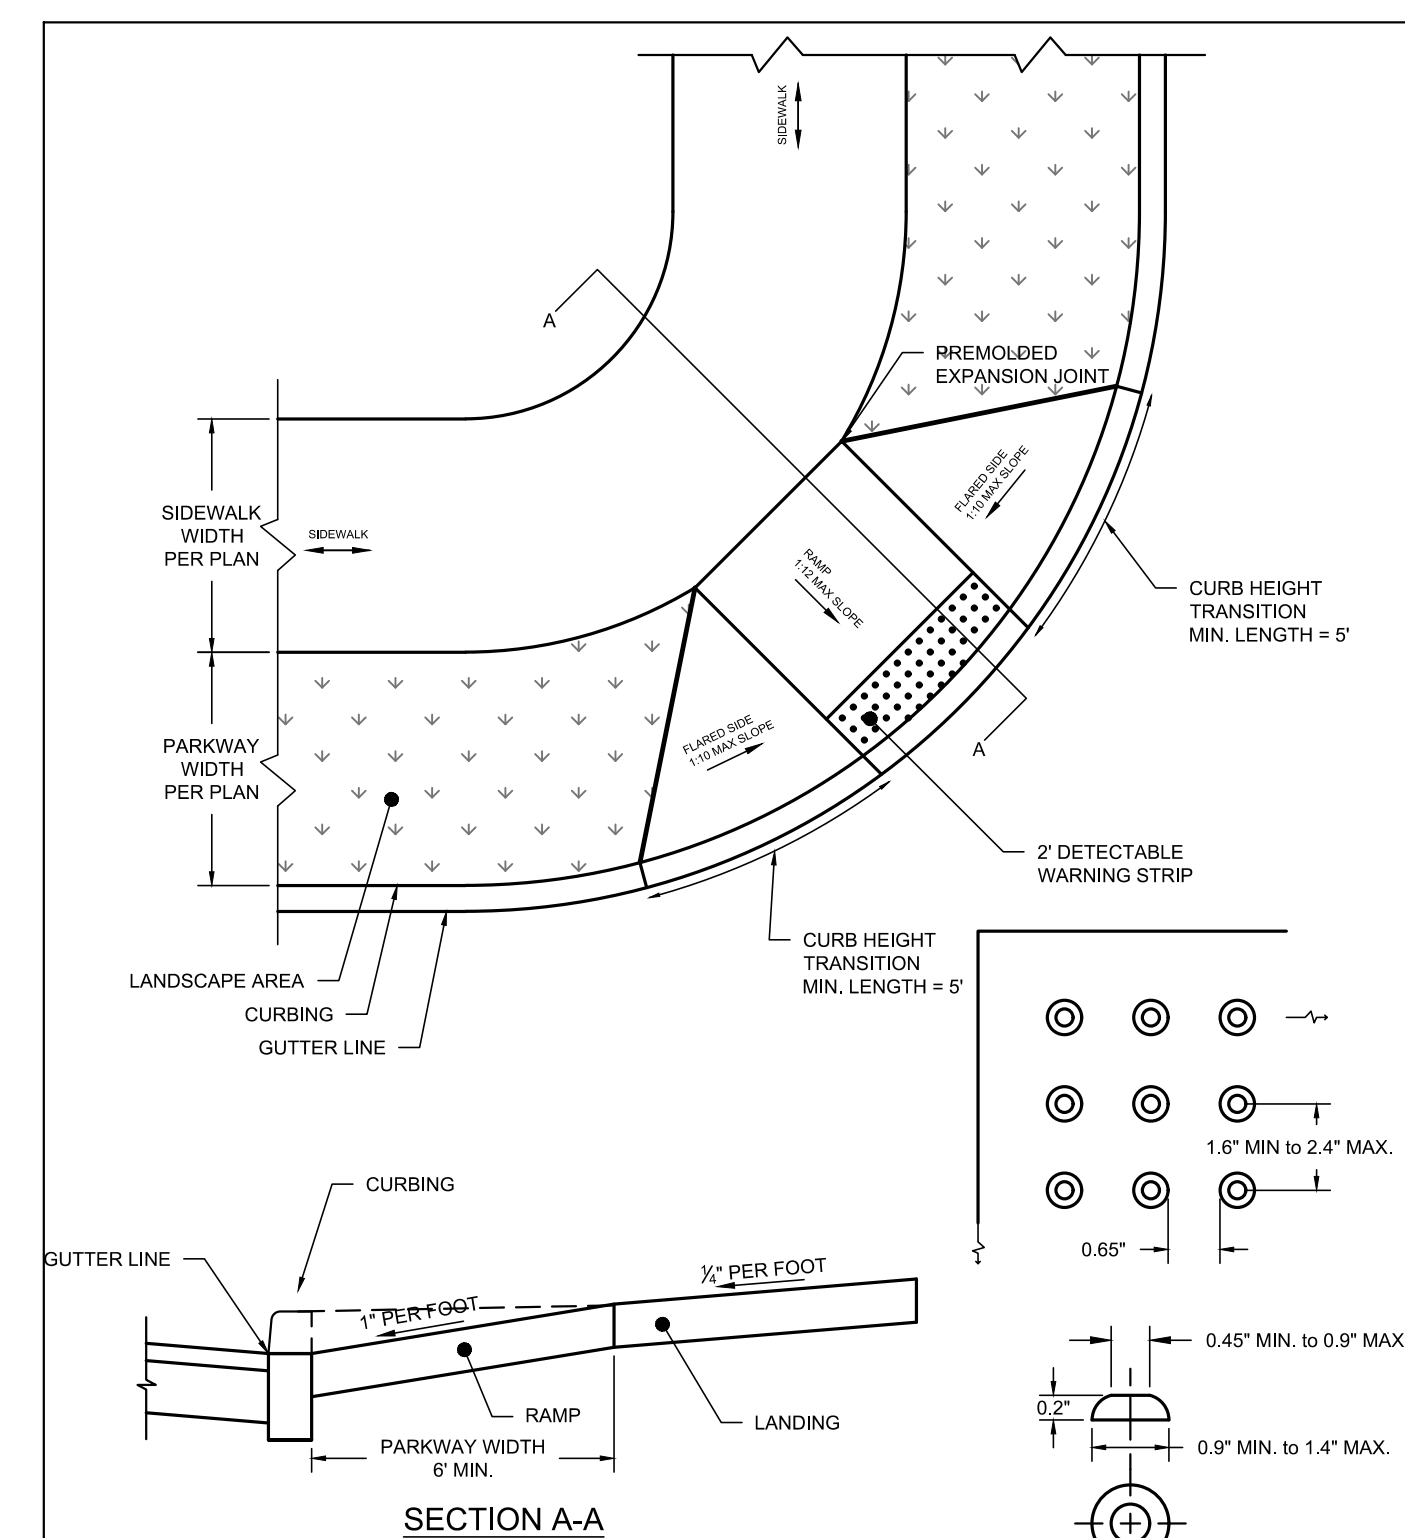 SIDEWALK
A
PREMOLDED
EXPANSION JOINT
FLARED SIDE
1:10 MAX SLOPE
SIDEWALK
WIDTH
PER PLAN
SIDEWALK
RAMP
1:12 MAX SLOPE
CURB HEIGHT
TRANSITION
MIN. LENGTH = 5'
PARKWAY
WIDTH
PER PLAN
FLARED SIDE
1:10 MAX SLOPE
A
2' DETECTABLE
WARNING STRIP
CURB HEIGHT
TRANSITION
MIN. LENGTH = 5'
LANDSCAPE AREA
CURBING
GUTTER LINE
1.6" MIN to 2.4" MAX.
0.65"
CURBING
GUTTER LINE
1" PER FOOT
¼" PER FOOT
RAMP
LANDING
PARKWAY WIDTH
6' MIN.
SECTION A-A
0.45" MIN. to 0.9" MAX
0.2"
0.9" MIN. to 1.4" MAX.